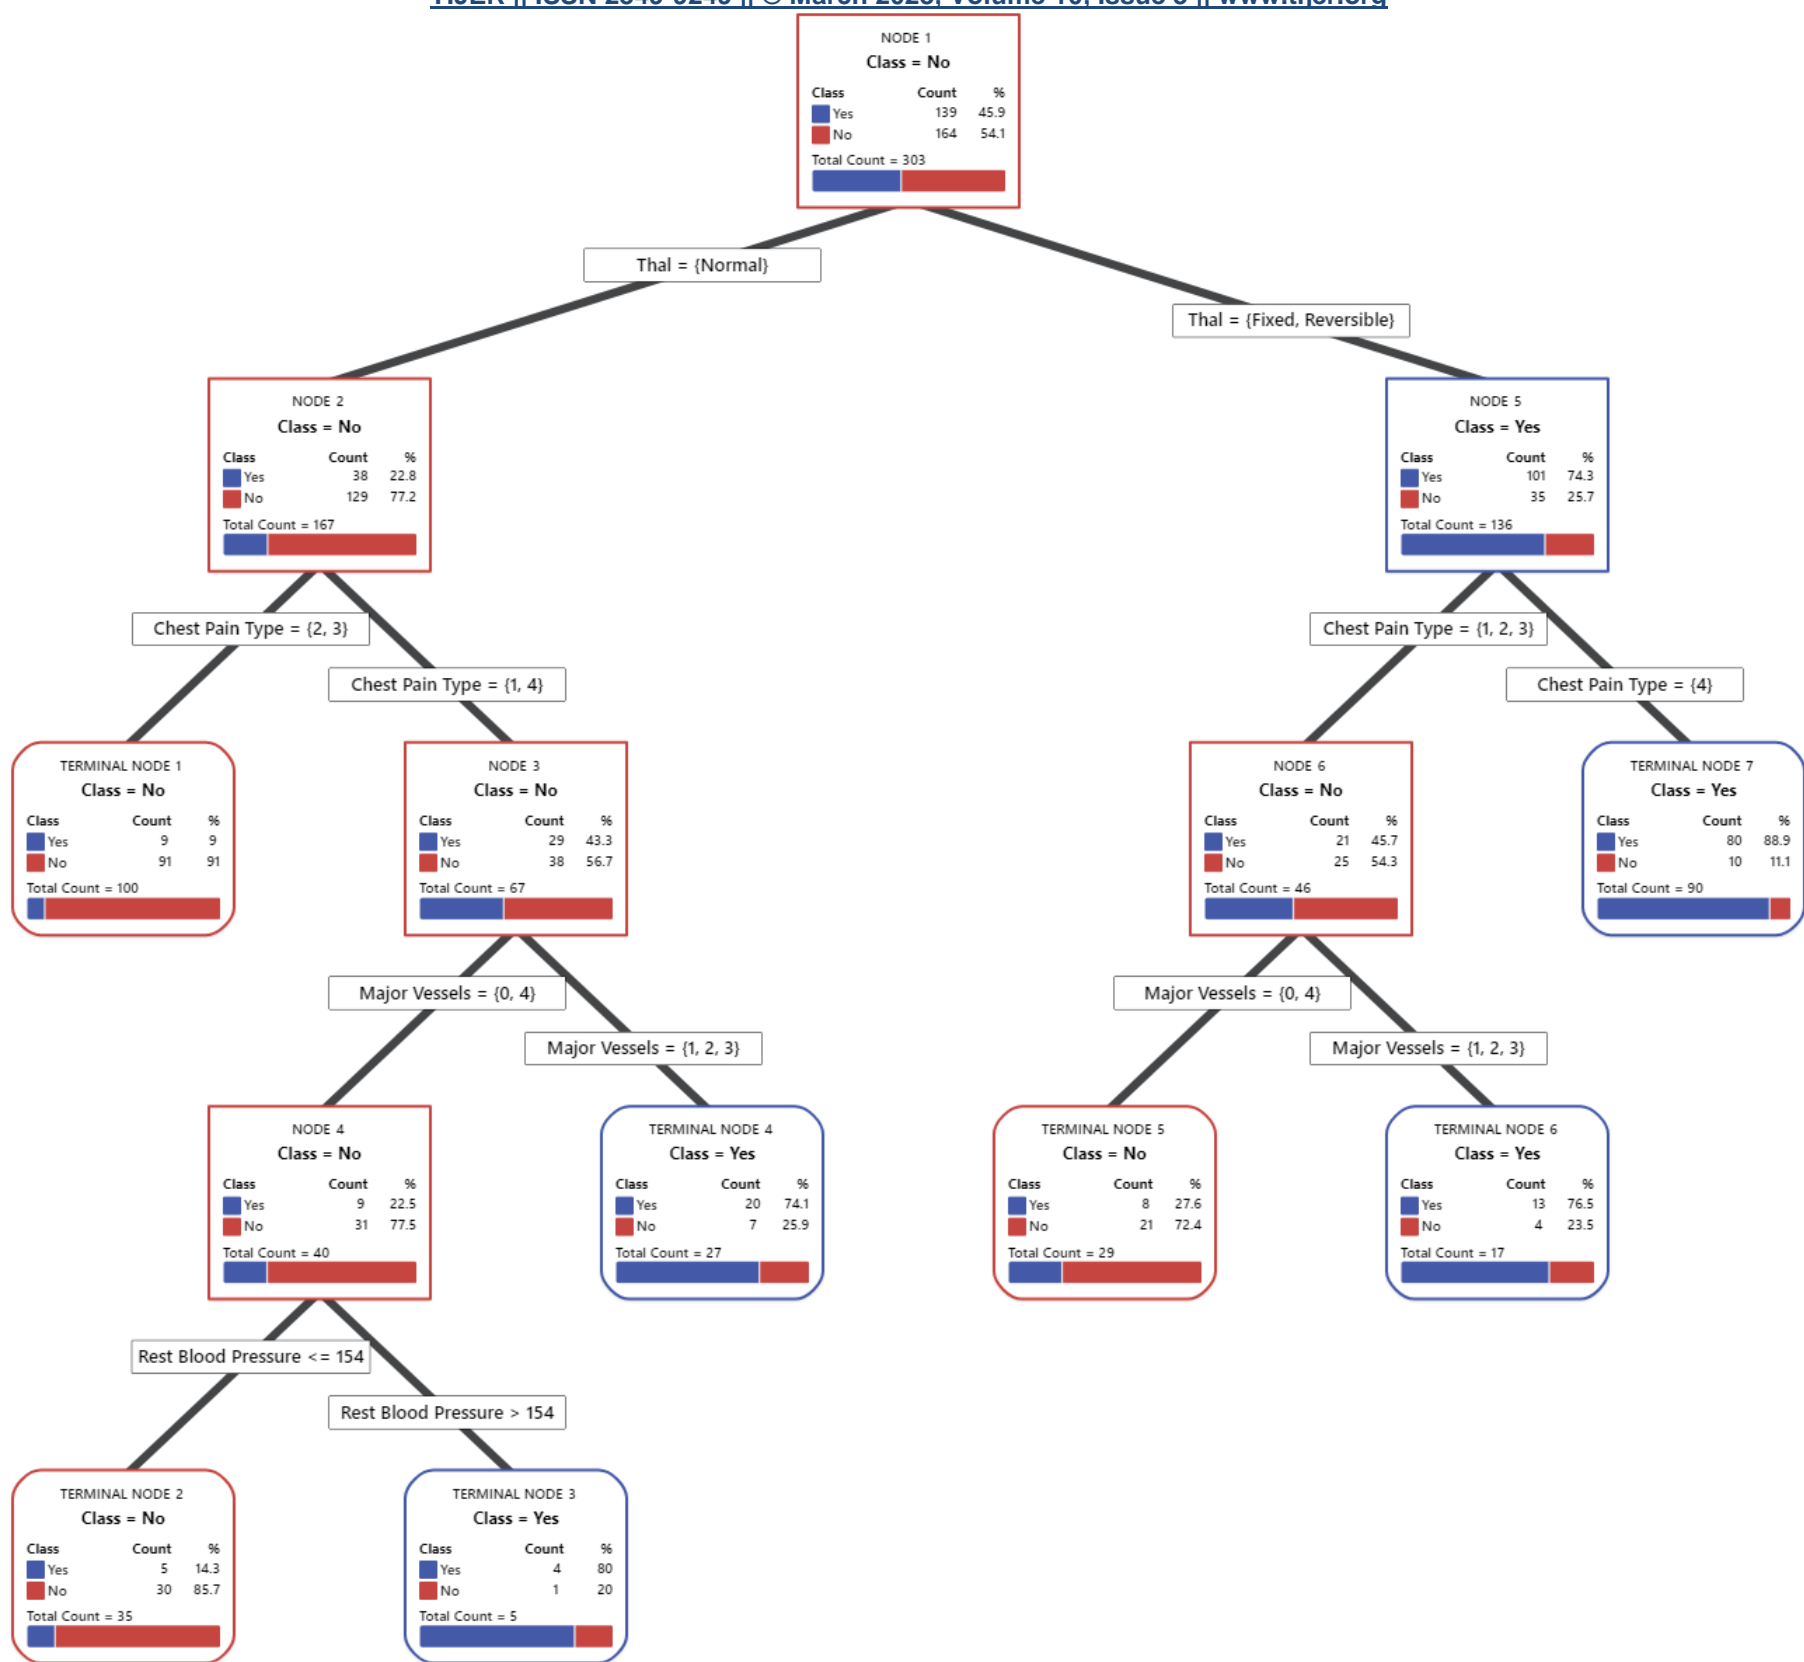 March 2023, Volume 10, Issue 3 || www.tijer.org
NODE 1
Class = No
Class Count %
Yes 139 45.9
No 164 54.1
Total Count = 303
Thal = {Normal}
Thal = {Fixed, Reversible}
NODE 2
Class = No
Class Count %
Yes 38 22.8
No 129 77.2
Total Count = 167
NODE 5
Class = Yes
Class Count %
Yes 101 74.3
No 35 25.7
Total Count = 136
Chest Pain Type = {2, 3}
Chest Pain Type = {1, 4}
Chest Pain Type = {1, 2, 3}
Chest Pain Type = {4}
TERMINAL NODE 1
Class = No
Class Count %
Yes 9 9
No 91 91
Total Count = 100
NODE 3
Class = No
Class Count %
Yes 29 43.3
No 38 56.7
Total Count = 67
NODE 6
Class = No
Class Count %
Yes 21 45.7
No 25 54.3
Total Count = 46
TERMINAL NODE 7
Class = Yes
Class Count %
Yes 80 88.9
No 10 11.1
Total Count = 90
Major Vessels = {0, 4}
Major Vessels = {1, 2, 3}
Major Vessels = {0, 4}
Major Vessels = {1, 2, 3}
NODE 4
Class = No
Class Count %
Yes 9 22.5
No 31 77.5
Total Count = 40
TERMINAL NODE 4
Class = Yes
Class Count %
Yes 20 74.1
No 7 25.9
Total Count = 27
TERMINAL NODE 5
Class = No
Class Count %
Yes 8 27.6
No 21 72.4
Total Count = 29
TERMINAL NODE 6
Class = Yes
Class Count %
Yes 13 76.5
No 4 23.5
Total Count = 17
Rest Blood Pressure <= 154
Rest Blood Pressure > 154
TERMINAL NODE 2
Class = No
Class Count %
Yes 5 14.3
No 30 85.7
Total Count = 35
TERMINAL NODE 3
Class = Yes
Class Count %
Yes 4 80
No 1 20
Total Count = 5